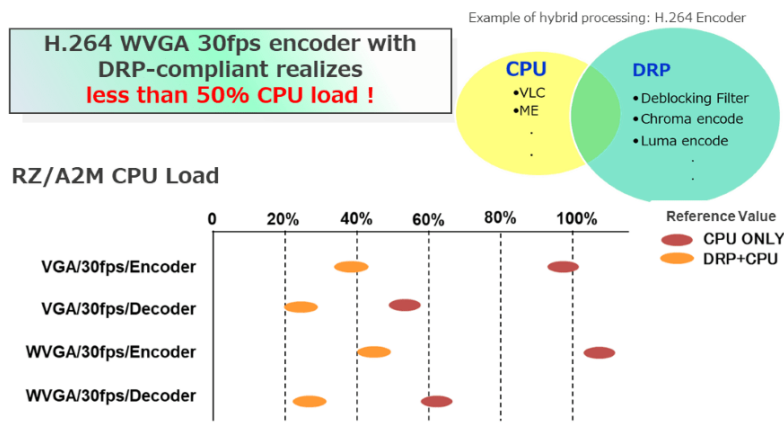 Example of hybrid processing: H.264 Encoder
H.264 WVGA 30fps encoder with
DRP-compliant realizes
less than 50% CPU load !
CPU
•VLC
•ME
.
.
DRP
•Deblocking Filter
•Chroma encode
•Luma encode
.
.
RZ/A2M CPU Load
0 20% 40% 60% 80% 100%
Reference Value
CPU ONLY
DRP+CPU
VGA/30fps/Encoder
VGA/30fps/Decoder
WVGA/30fps/Encoder
WVGA/30fps/Decoder